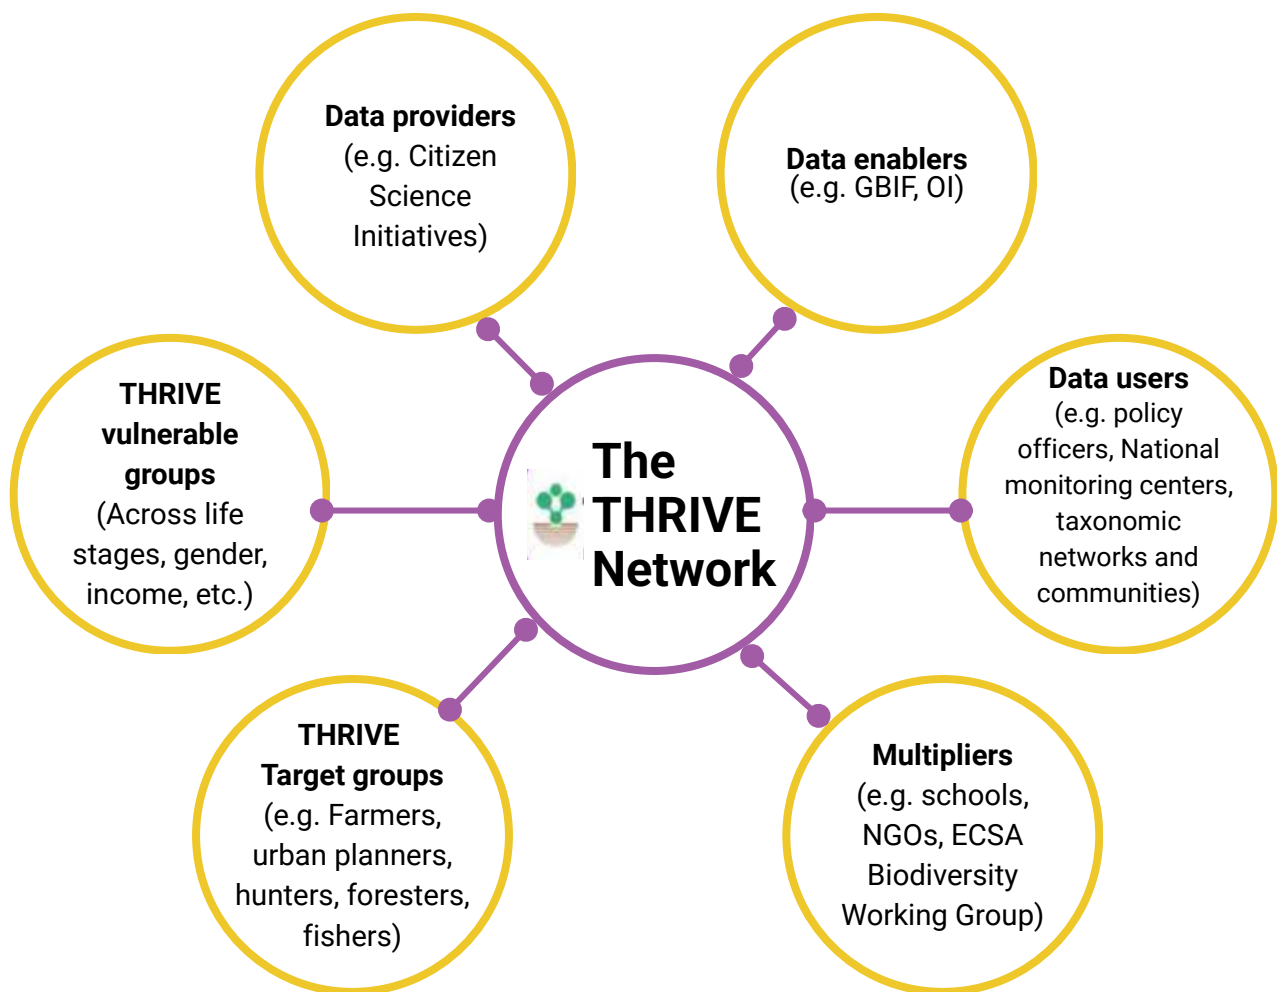 Data providers
(e.g. Citizen
Science
Initiatives)
Data enablers
(e.g. GBIF, OI)
THRIVE
vulnerable
groups
(Across life
stages, gender,
income, etc.)
The
THRIVE
Network
Data users
(e.g. policy
officers, National
monitoring centers,
taxonomic
networks and
communities)
THRIVE
Target groups
(e.g. Farmers,
urban planners,
hunters, foresters,
fishers)
Multipliers
(e.g. schools,
NGOs, ECSA
Biodiversity
Working Group)